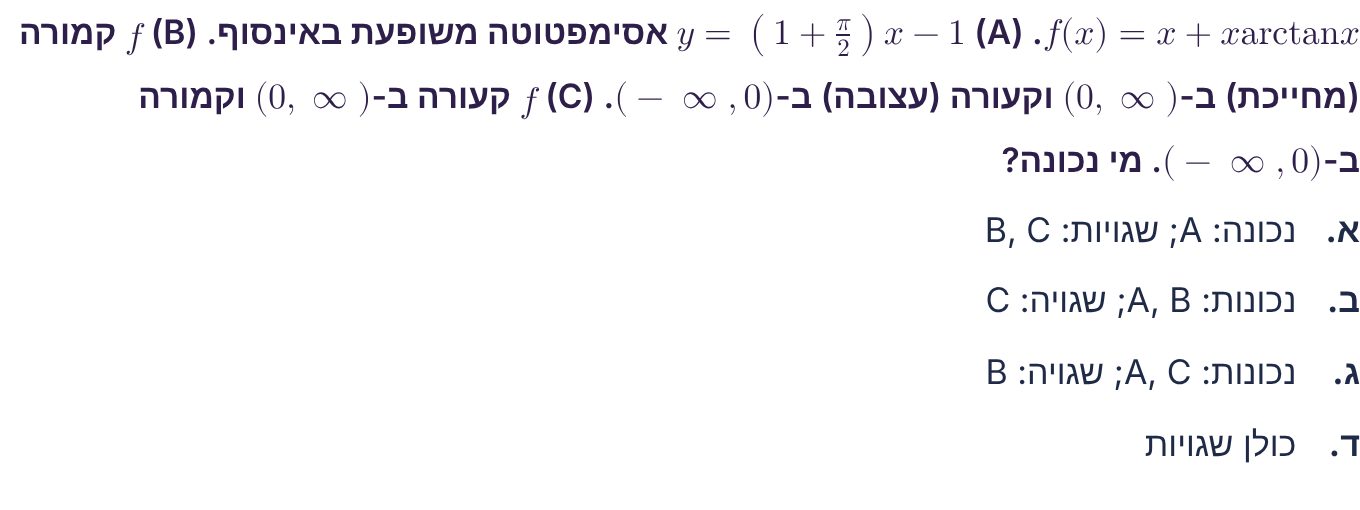 f(x) = x + x arctan x. (A) y = (1 + π/2) x − 1 אסימפטוטה משופעת באינסוף. (B) f קמורה
(מחייכת) ב-(0, ∞) וקעורה (עצובה) ב-(−∞, 0). (C) f קעורה ב-(0, ∞) וקמורה
ב-(−∞, 0). מי נכונה?
א. נכונה: A; שגויות: B, C
ב. נכונות: A, B; שגויה: C
ג. נכונות: A, C; שגויה: B
ד. כולן שגויות